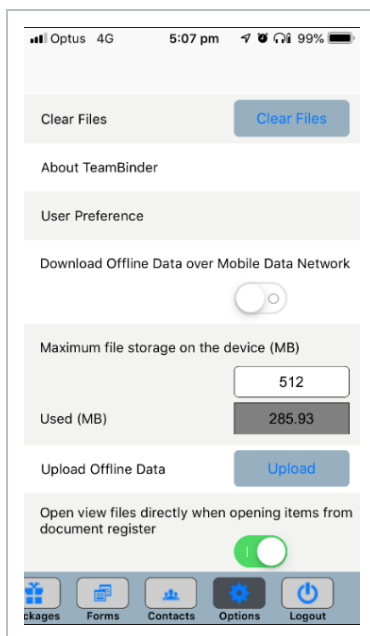 Optus 4G 5:07 pm 99%
Clear Files Clear Files
About TeamBinder
User Preference
Download Offline Data over Mobile Data Network
Maximum file storage on the device (MB)
512
Used (MB) 285.93
Upload Offline Data Upload
Open view files directly when opening items from
document register
ckages Forms Contacts Options Logout